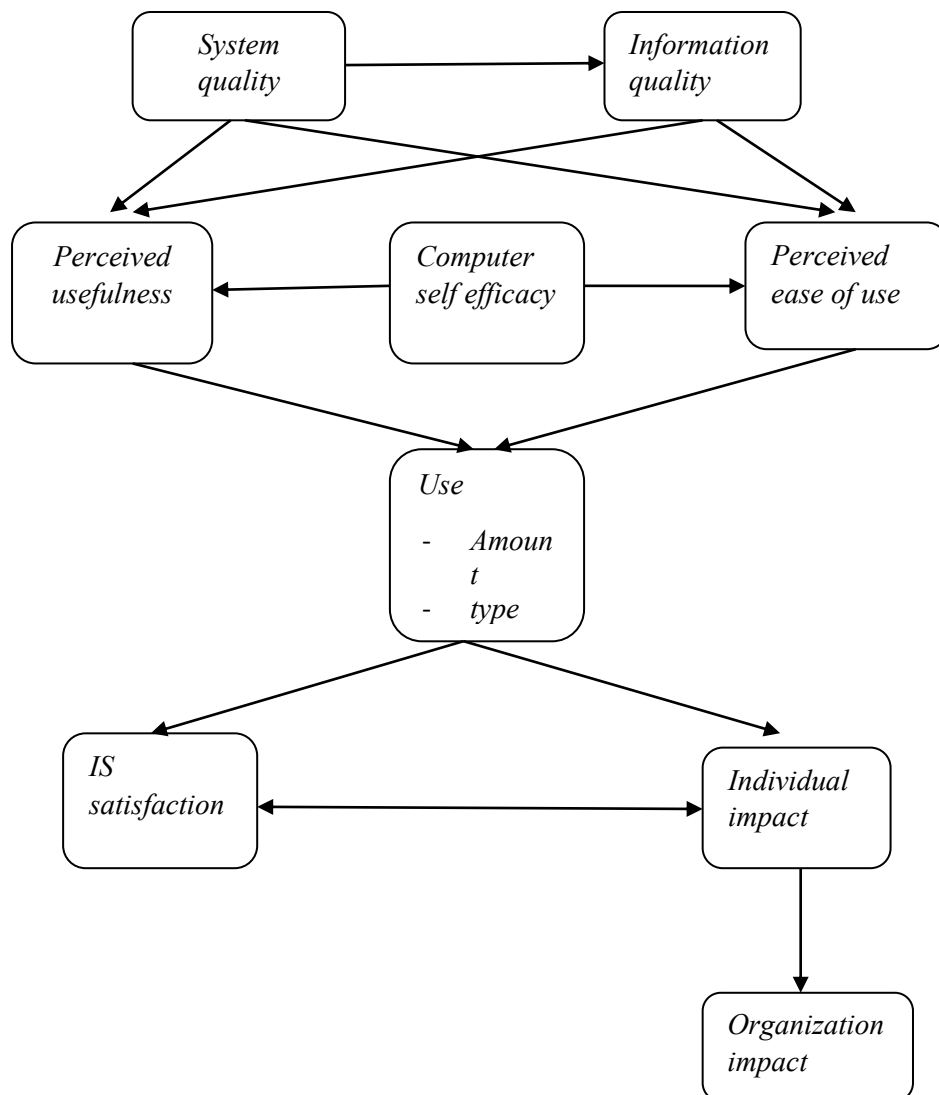 System
quality
Information
quality
Perceived
usefulness
Computer
self efficacy
Perceived
ease of use
Use
- Amoun
t
- type
IS
satisfaction
Individual
impact
Organization
impact